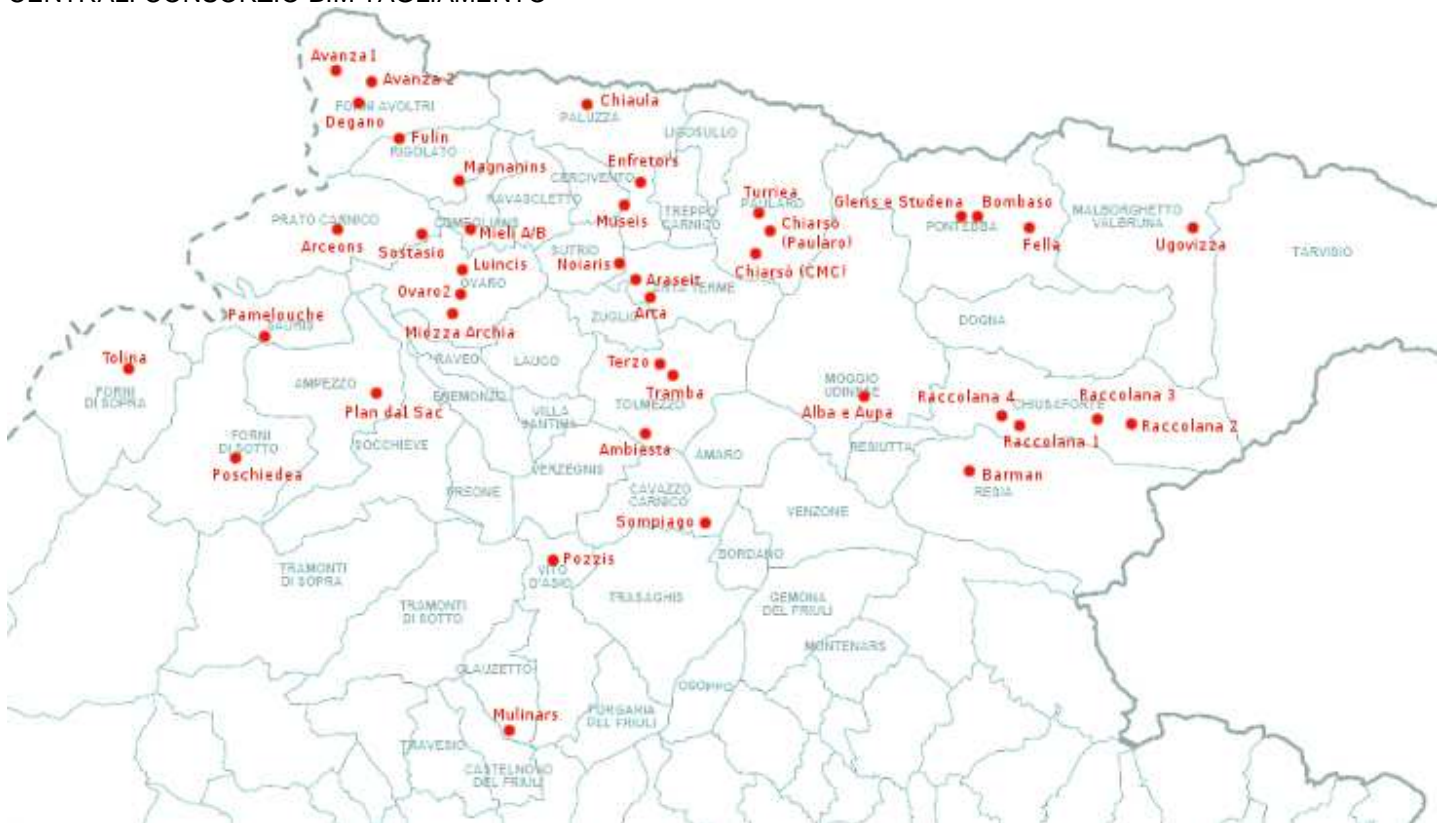 CENTRALI CONSORZIO BIM TAGLIAMENTO
Avanza1
Avanza 2
FORNI AVOLTRI
Degano
Fulin
RIGOLATO
Chiaula
PALUZZA
LIGOSULLO
Magnanins
Enfretors
CERCIVENTO
RAVASCLETTO
Museis
TREPPO
CARNICO
Turriea
PAULARO
Chiarsò
(Paularo)
Chiarsò (CMC)
Gleris e Studena
Bombaso
PONTEBBA
Fella
MALBORGHETTO
VALBRUNA
Ugovizza
TARVISIO
PRATO CARNICO
Arceons
Sostasio
COMEGLIANS
Mieli A/B
Luincis
OVARO
Ovaro2
Miozza Archia
SUTRIO
Noiaris
Araseit
ARTA TERME
Arta
ZUGLIO
DOGNA
Pamelouche
SAURIS
Tolina
FORNI
DI SOPRA
AMPEZZO
Plan dal Sac
RAVEO
LAUCO
ENEMONZO
VILLA
SANTINA
Terzo
Tramba
TOLMEZZO
MOGGIO
UDINESE
Alba e Aupa
Raccolana 4
CHIUSAFORTE
Raccolana 3
Raccolana 1
Raccolana 2
FORNI
DI SOTTO
Poschiedea
SOCCHIEVE
Ambiesta
VERZEGNIS
AMARO
RESIUTTA
Barman
RESIA
PREONE
CAVAZZO
CARNICO
Sompiago
VENZONE
BORDANO
Pozzis
VITO
D'ASIO
TRAMONTI
DI SOPRA
TRAMONTI
DI SOTTO
TRASAGHIS
GEMONA
DEL FRIULI
MONTENARS
CLAUZETTO
OSOPPO
Mulinars
FORGARIA
DEL FRIULI
TRAVESIO
CASTELNOVO
DEL FRIULI